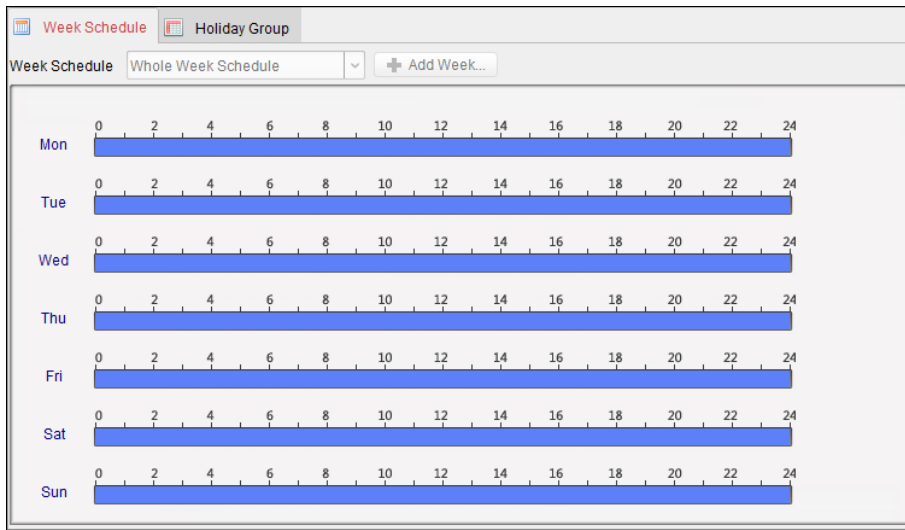 Week Schedule Holiday Group
Week Schedule Whole Week Schedule Add Week...
0 2 4 6 8 10 12 14 16 18 20 22 24
Mon
0 2 4 6 8 10 12 14 16 18 20 22 24
Tue
0 2 4 6 8 10 12 14 16 18 20 22 24
Wed
0 2 4 6 8 10 12 14 16 18 20 22 24
Thu
0 2 4 6 8 10 12 14 16 18 20 22 24
Fri
0 2 4 6 8 10 12 14 16 18 20 22 24
Sat
0 2 4 6 8 10 12 14 16 18 20 22 24
Sun